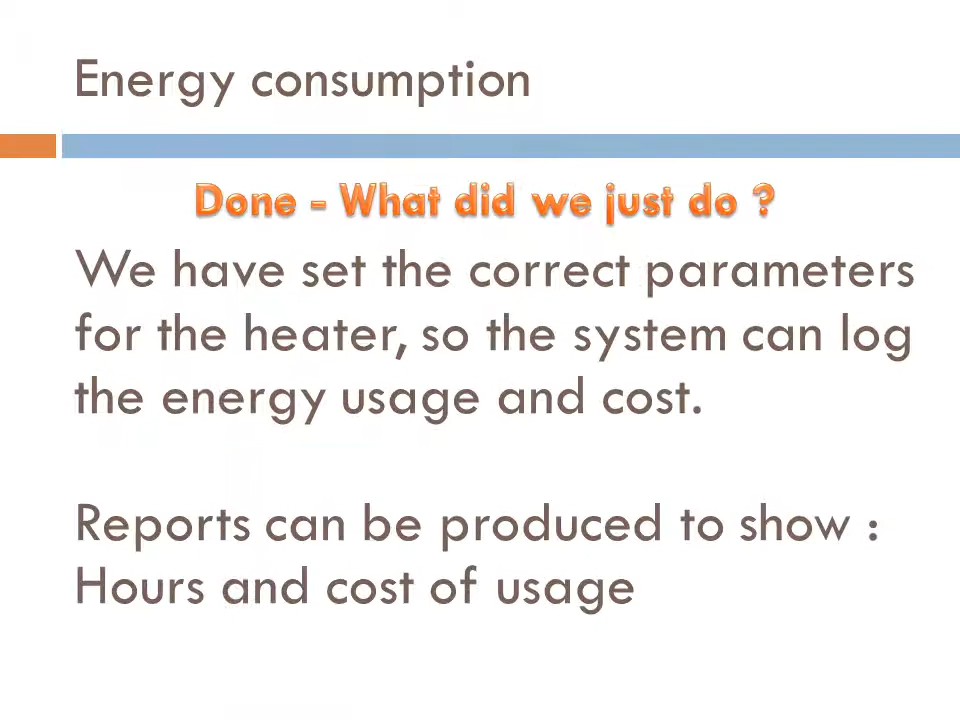 Energy consumption
Done - What did we just do ?
We have set the correct parameters
for the heater, so the system can log
the energy usage and cost.
Reports can be produced to show :
Hours and cost of usage